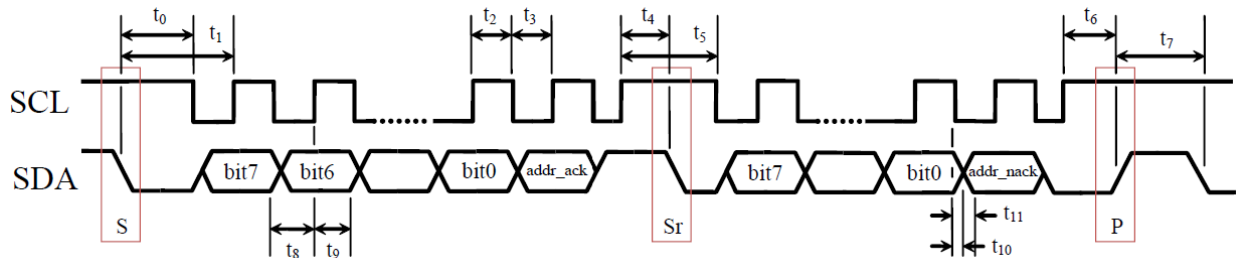 t0 t1 t2 t3 t4 t5 t6 t7
SCL
SDA bit7 bit6 bit0 addr_ack bit7 bit0 addr_nack
S t8 t9 Sr t11 t10 P